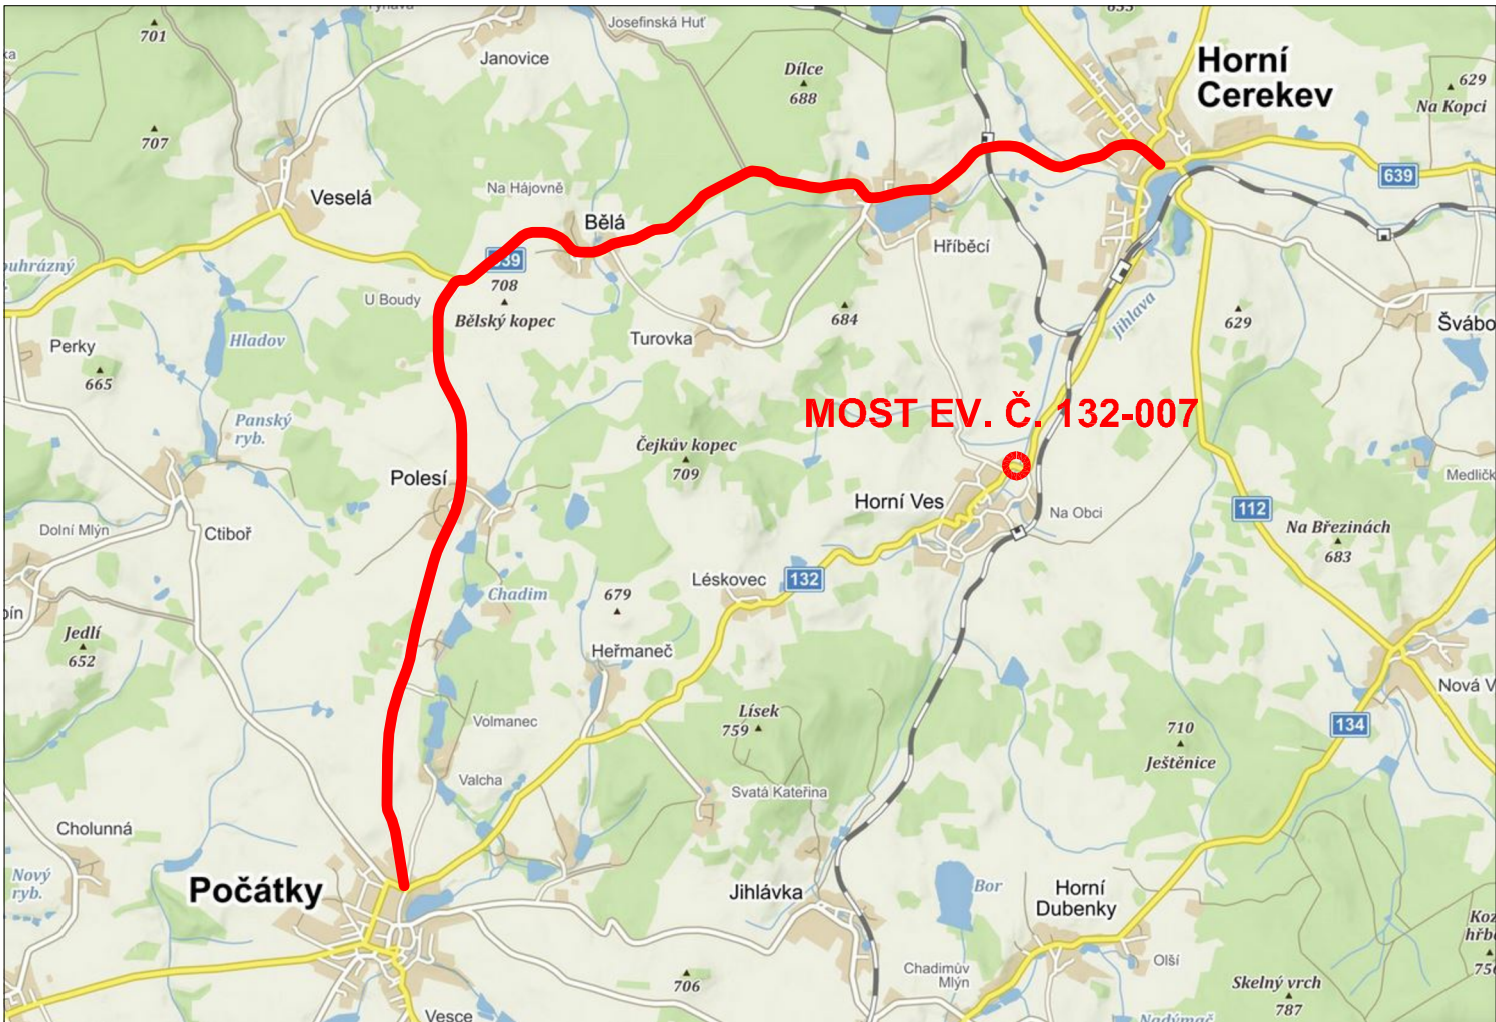 701
Josefinská Huť
Janovice
Dílce
688
Horní
Cerekev
629
Na Kopci
707
Veselá
Na Hájovně
Bělá
639
Hříběcí
708
U Boudy
Bělský kopec
684
Jihlava
629
Perky
665
Hladov
Turovka
MOST EV. Č. 132-007
Panský
ryb.
Čejkův kopec
709
Polesí
Horní Ves
Na Obci
112
Na Březinách
683
Dolní Mlýn
Ctiboř
Léskovec
132
Chadim
679
Jedlí
652
Heřmaneč
Nová V
Lísek
759
134
Volmanec
710
Ještěnice
Valcha
Svatá Kateřina
Cholunná
Nový
ryb.
Počátky
Jihlávka
Bor
Horní
Dubenky
Olší
Chadimův
Mlýn
706
Skelný vrch
787
Vesce